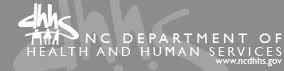 dhhs
NC DEPARTMENT OF
HEALTH AND HUMAN SERVICES
www.ncdhhs.gov